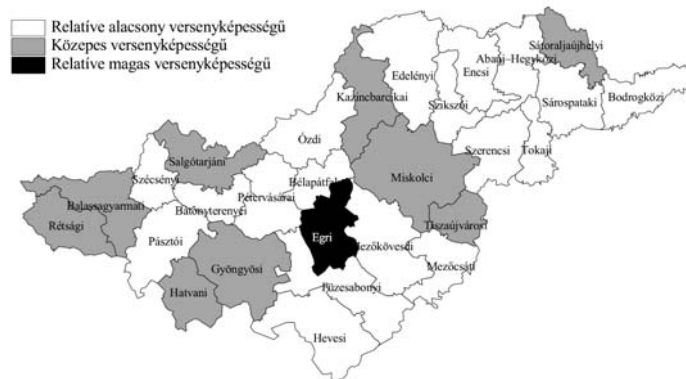 Relatíve alacsony versenyképességű
Közepes versenyképességű
Relatíve magas versenyképességű
Sátoraljaújhelyi
Abaúj–Hegyközi
Edelényi
Encsi
Kazincbarcikai
Szikszói
Sárospataki
Bodrogközi
Ózdi
Szerencsi
Tokaji
Salgótarjáni
Szécsényi
Bélapátfalvi
Miskolci
Pétervásárai
Balassagyarmati
Bátonyterenyei
Rétsági
Tiszaújvárosi
Egri
Pásztói
Mezőkövesdi
Gyöngyösi
Mezőcsáti
Hatvani
Füzesabonyi
Hevesi